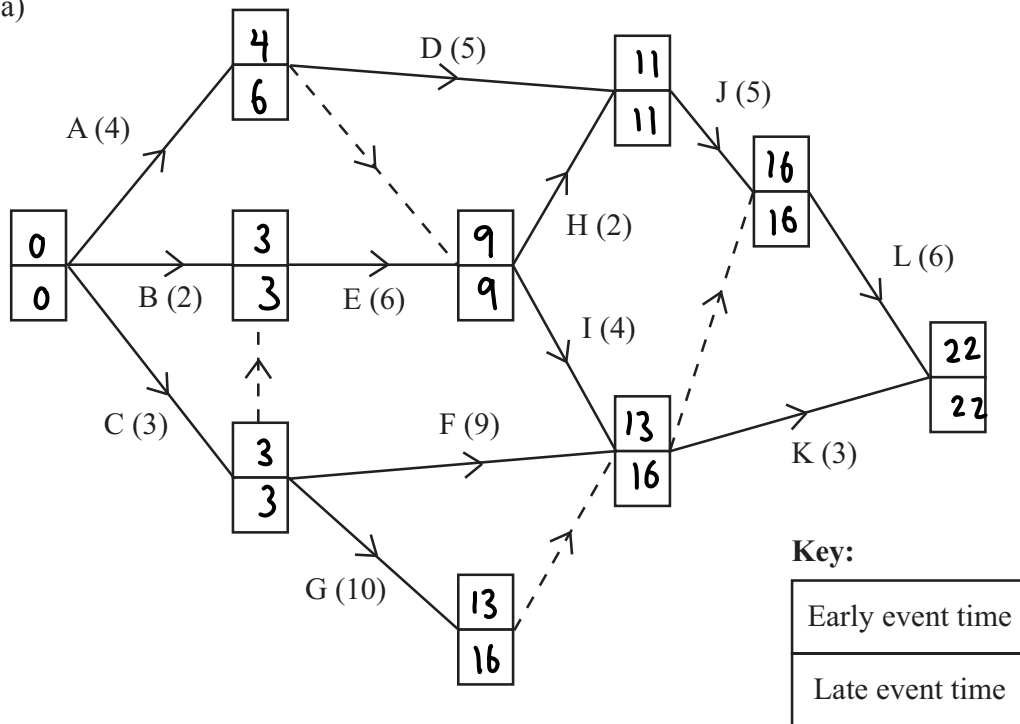 a)
4
6
D (5)
11
11
J (5)
A (4)
16
16
0
0
3
3
9
9
H (2)
B (2)
E (6)
L (6)
I (4)
22
22
C (3)
3
3
F (9)
13
16
K (3)
G (10)
13
16
Key:
Early event time
Late event time